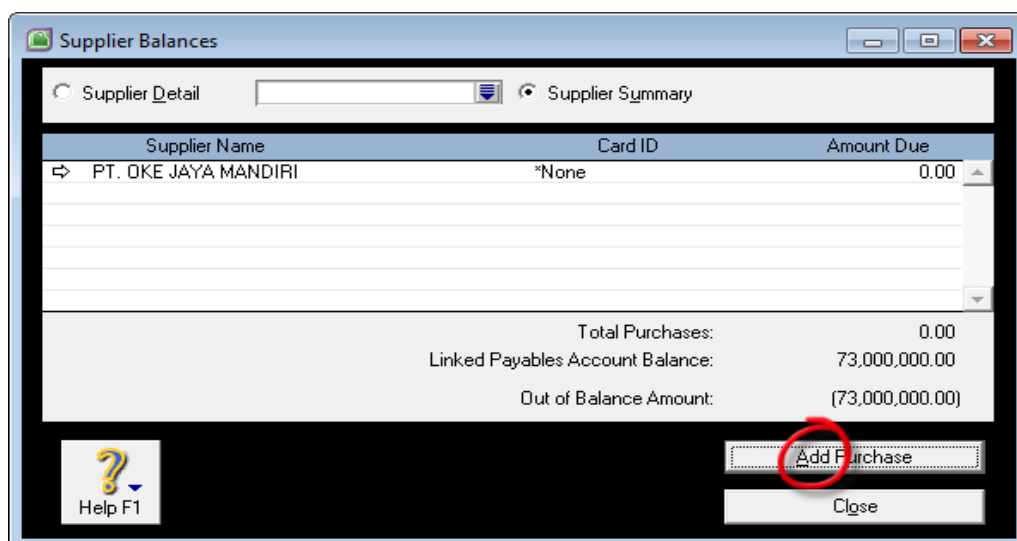 Supplier Balances
Supplier Detail Supplier Summary
Supplier Name Card ID Amount Due
PT. OKE JAYA MANDIRI *None 0.00
Total Purchases: 0.00
Linked Payables Account Balance: 73,000,000.00
Out of Balance Amount: (73,000,000.00)
Add Purchase
Help F1 Close